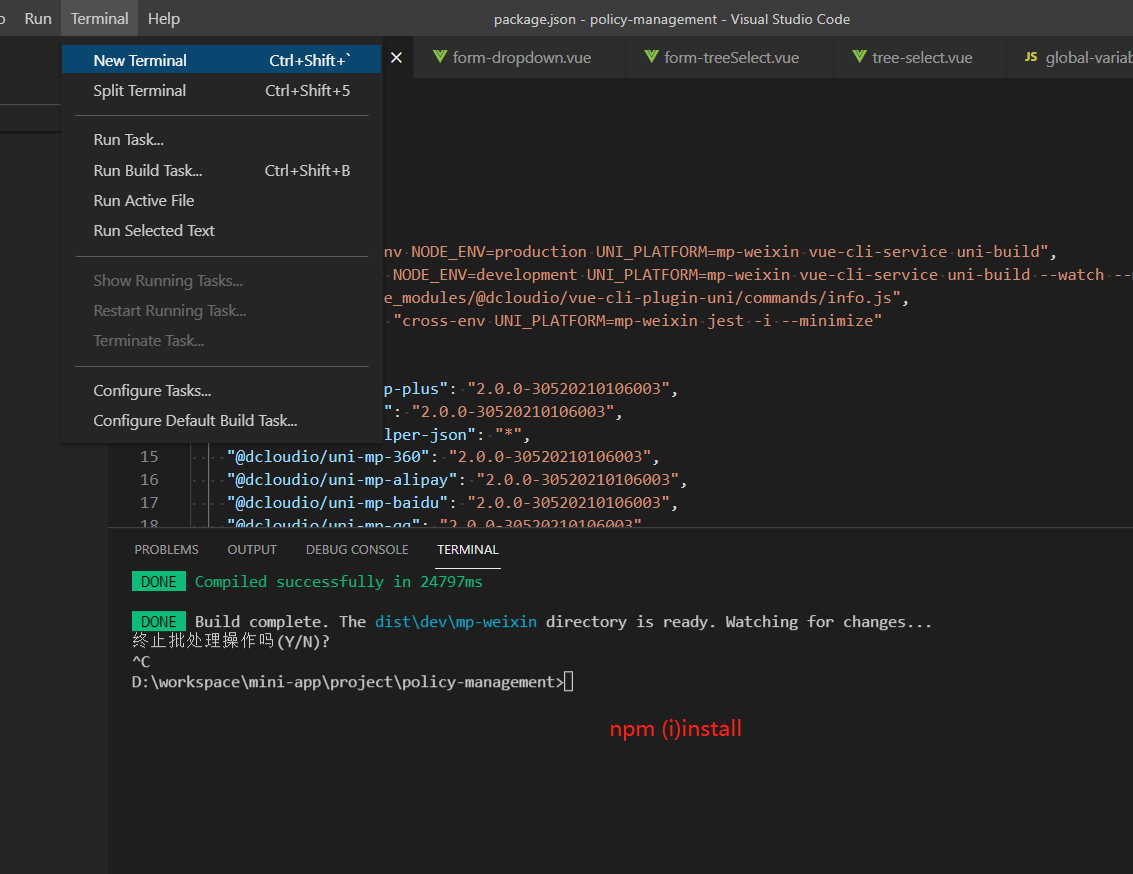 Run Terminal Help package.json - policy-management - Visual Studio Code
New Terminal Ctrl+Shift+` form-dropdown.vue form-treeSelect.vue tree-select.vue JS global-variab
Split Terminal Ctrl+Shift+5
Run Task...
Run Build Task... Ctrl+Shift+B
Run Active File
Run Selected Text
Show Running Tasks...
Restart Running Task...
Terminate Task...
Configure Tasks...
Configure Default Build Task...
nv NODE_ENV=production UNI_PLATFORM=mp-weixin vue-cli-service uni-build",
NODE_ENV=development UNI_PLATFORM=mp-weixin vue-cli-service uni-build --watch --
e_modules/@dcloudio/vue-cli-plugin-uni/commands/info.js",
"cross-env UNI_PLATFORM=mp-weixin jest -i --minimize"
p-plus": "2.0.0-30520210106003",
": "2.0.0-30520210106003",
lper-json": "*",
15 "@dcloudio/uni-mp-360": "2.0.0-30520210106003",
16 "@dcloudio/uni-mp-alipay": "2.0.0-30520210106003",
17 "@dcloudio/uni-mp-baidu": "2.0.0-30520210106003",
18 "@dcloudio/uni-mp-qq": "2.0.0-30520210106003"
PROBLEMS OUTPUT DEBUG CONSOLE TERMINAL
DONE Compiled successfully in 24797ms
DONE Build complete. The dist\dev\mp-weixin directory is ready. Watching for changes...
终止批处理操作吗(Y/N)?
^C
D:\workspace\mini-app\project\policy-management>
npm (i)install